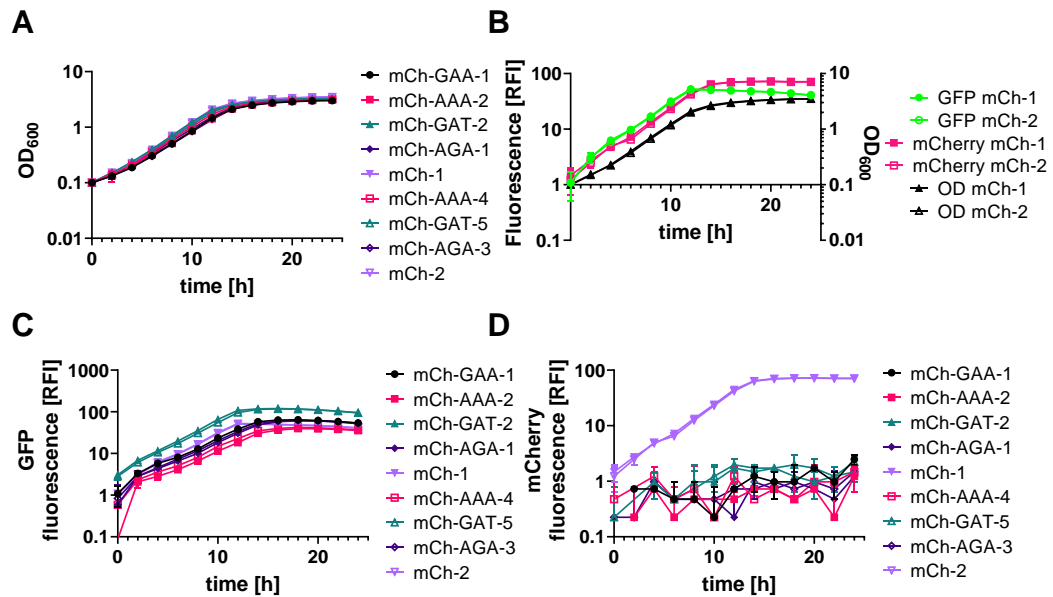 A
OD600
10
1
0.1
0.01
0
10
20
time [h]
mCh-GAA-1
mCh-AAA-2
mCh-GAT-2
mCh-AGA-1
mCh-1
mCh-AAA-4
mCh-GAT-5
mCh-AGA-3
mCh-2
B
Fluorescence [RFI]
100
10
1
0.1
10
20
time [h]
10
1
0.1
0.01
OD600
GFP mCh-1
GFP mCh-2
mCherry mCh-1
mCherry mCh-2
OD mCh-1
OD mCh-2
C
GFP
fluorescence [RFI]
1000
100
10
1
0.1
0
10
20
time [h]
mCh-GAA-1
mCh-AAA-2
mCh-GAT-2
mCh-AGA-1
mCh-1
mCh-AAA-4
mCh-GAT-5
mCh-AGA-3
mCh-2
D
mCherry
fluorescence [RFI]
100
10
1
0.1
0
10
20
time [h]
mCh-GAA-1
mCh-AAA-2
mCh-GAT-2
mCh-AGA-1
mCh-1
mCh-AAA-4
mCh-GAT-5
mCh-AGA-3
mCh-2